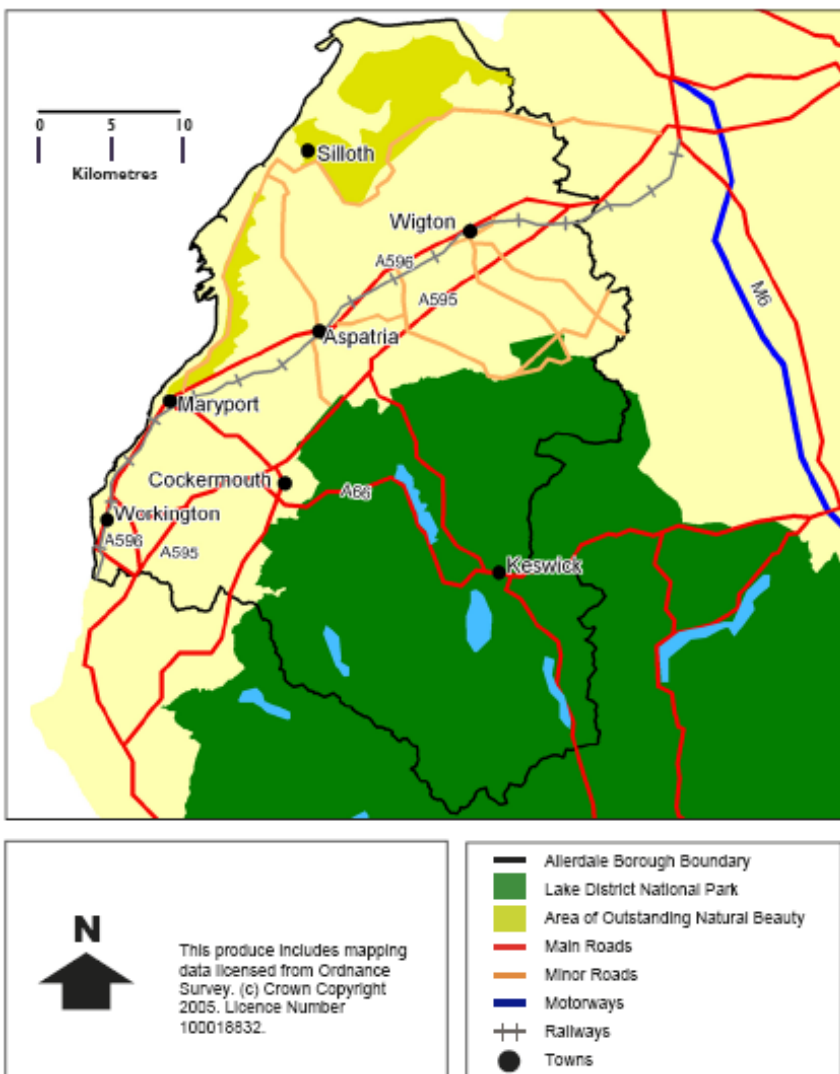 0 5 10
Kilometres
Silloth
Wigton
A596
A595
M6
Aspatria
Maryport
Cockermouth
A66
Workington
A596
A595
Keswick
N
This produce includes mapping
data licensed from Ordnance
Survey. (c) Crown Copyright
2005. Licence Number
100018832.
Allerdale Borough Boundary
Lake District National Park
Area of Outstanding Natural Beauty
Main Roads
Minor Roads
Motorways
Railways
Towns